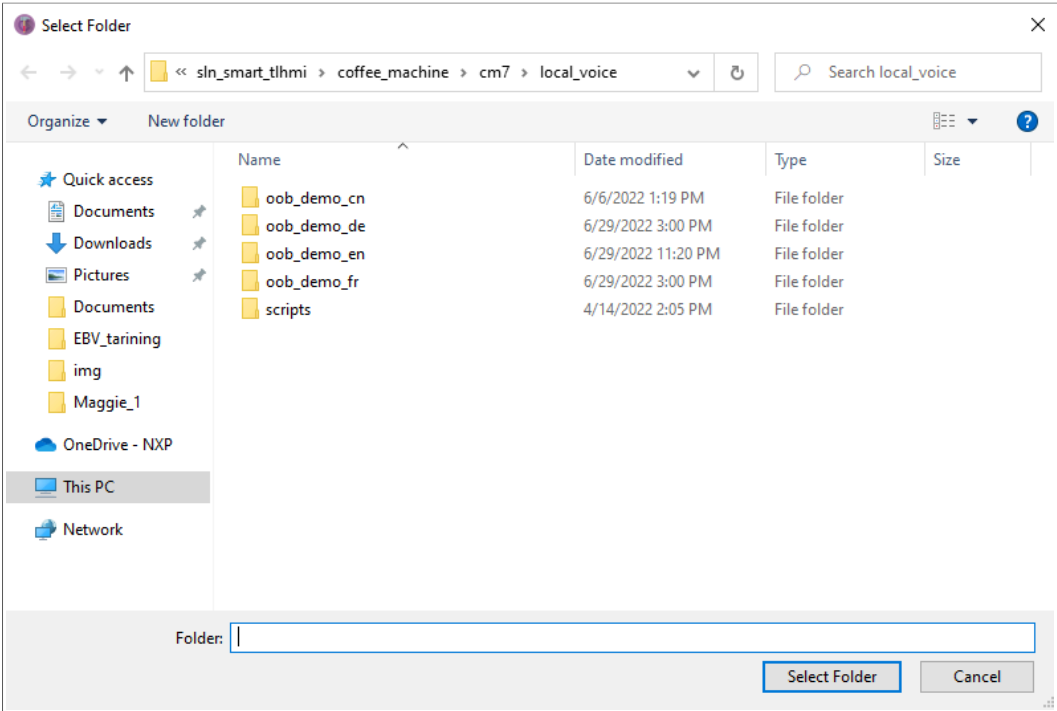 Select Folder
« sln_smart_tlhmi › coffee_machine › cm7 › local_voice
Search local_voice
Organize
New folder
Name Date modified Type Size
Quick access
Documents
Downloads
Pictures
Documents
EBV_tarining
img
Maggie_1
OneDrive - NXP
This PC
Network
oob_demo_cn 6/6/2022 1:19 PM File folder
oob_demo_de 6/29/2022 3:00 PM File folder
oob_demo_en 6/29/2022 11:20 PM File folder
oob_demo_fr 6/29/2022 3:00 PM File folder
scripts 4/14/2022 2:05 PM File folder
Folder:
Select Folder
Cancel